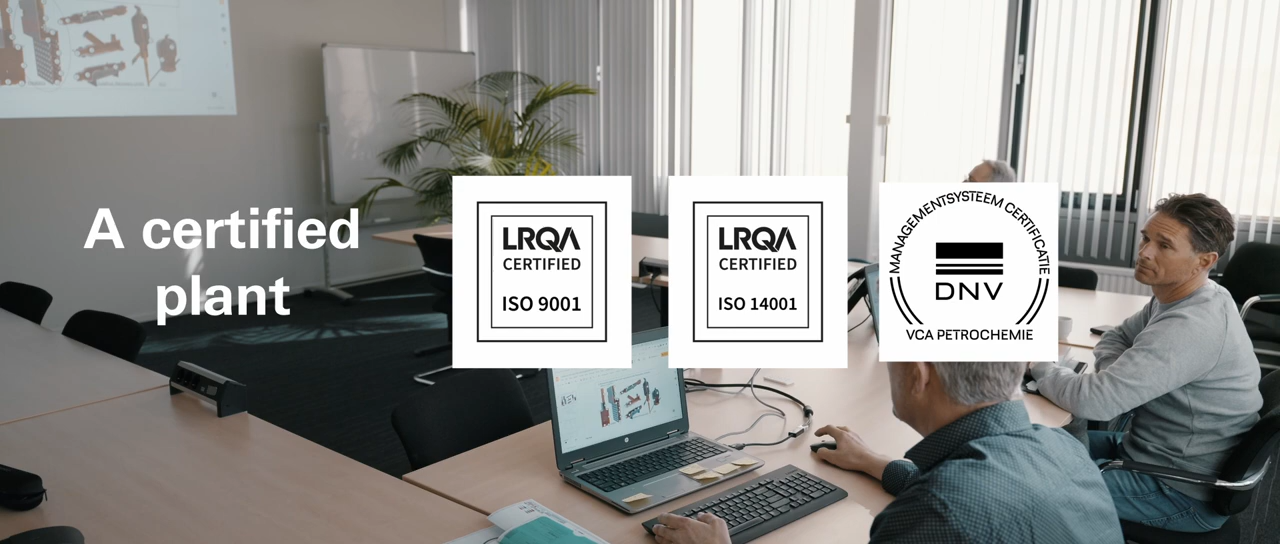 A certified
plant
LRQA
CERTIFIED
ISO 9001
LRQA
CERTIFIED
ISO 14001
MANAGEMENTSYSTEEM CERTIFICATIE
DNV
VCA PETROCHEMIE